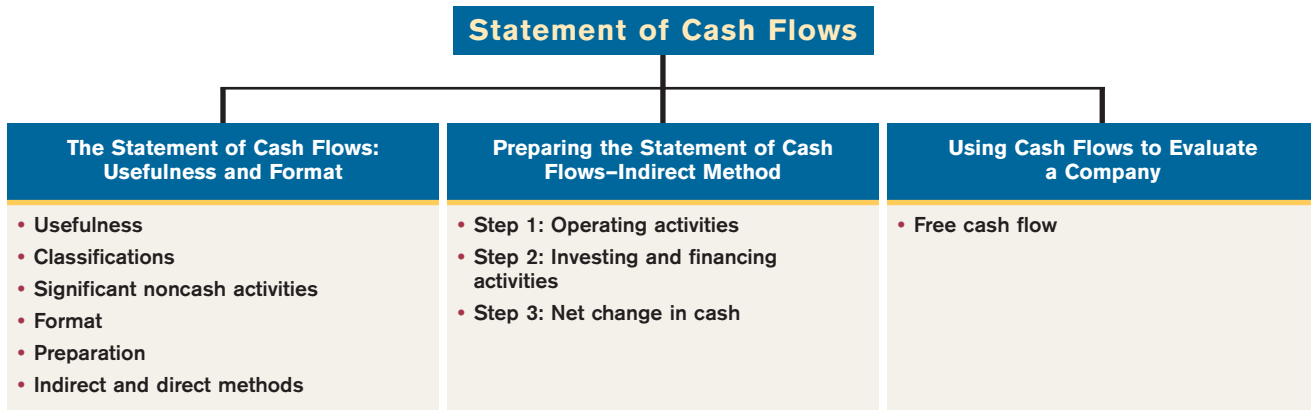 Statement of Cash Flows
The Statement of Cash Flows:
Usefulness and Format
• Usefulness
• Classifications
• Significant noncash activities
• Format
• Preparation
• Indirect and direct methods
Preparing the Statement of Cash
Flows–Indirect Method
• Step 1: Operating activities
• Step 2: Investing and financing
activities
• Step 3: Net change in cash
Using Cash Flows to Evaluate
a Company
• Free cash flow